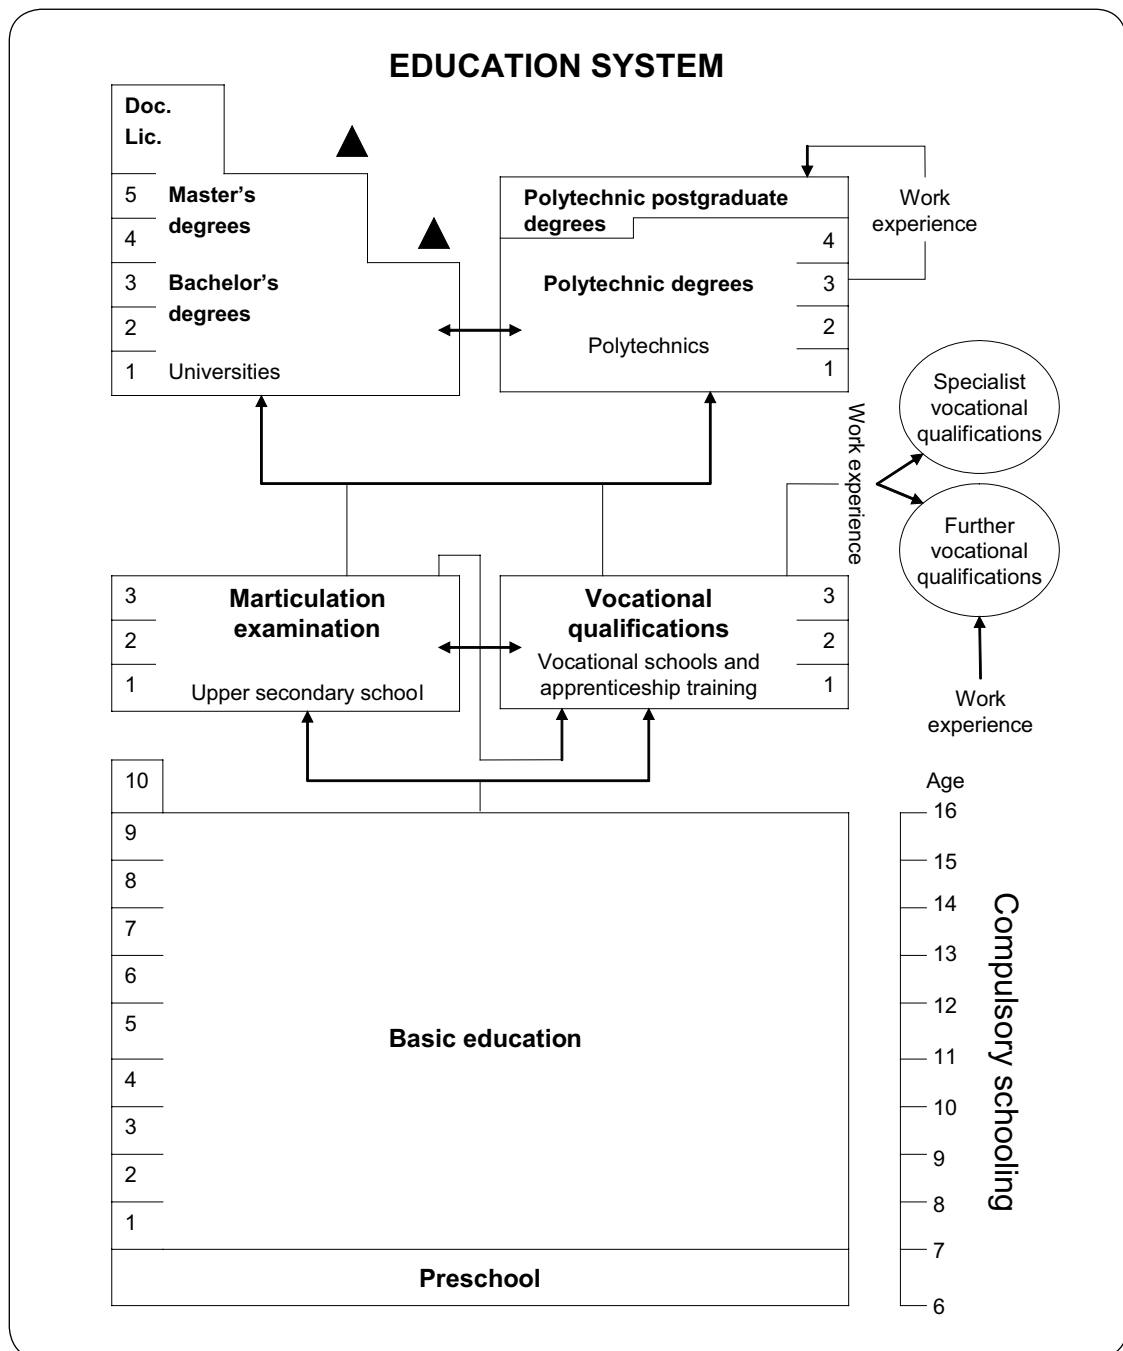 EDUCATION SYSTEM
Doc.
Lic.
5
Master's
degrees
4
3
Bachelor's
degrees
2
1
Universities
Polytechnic postgraduate
degrees
4
Polytechnic degrees
3
2
Polytechnics
1
Work
experience
Specialist
vocational
qualifications
Work experience
Further
vocational
qualifications
Work
experience
3
Marticulation
examination
2
1
Upper secondary school
Vocational
qualifications
3
2
Vocational schools and
apprenticeship training
1
10
9
8
7
6
5
4
3
2
1
Basic education
Preschool
Age
16
15
14
13
12
11
10
9
8
7
6
Compulsory schooling